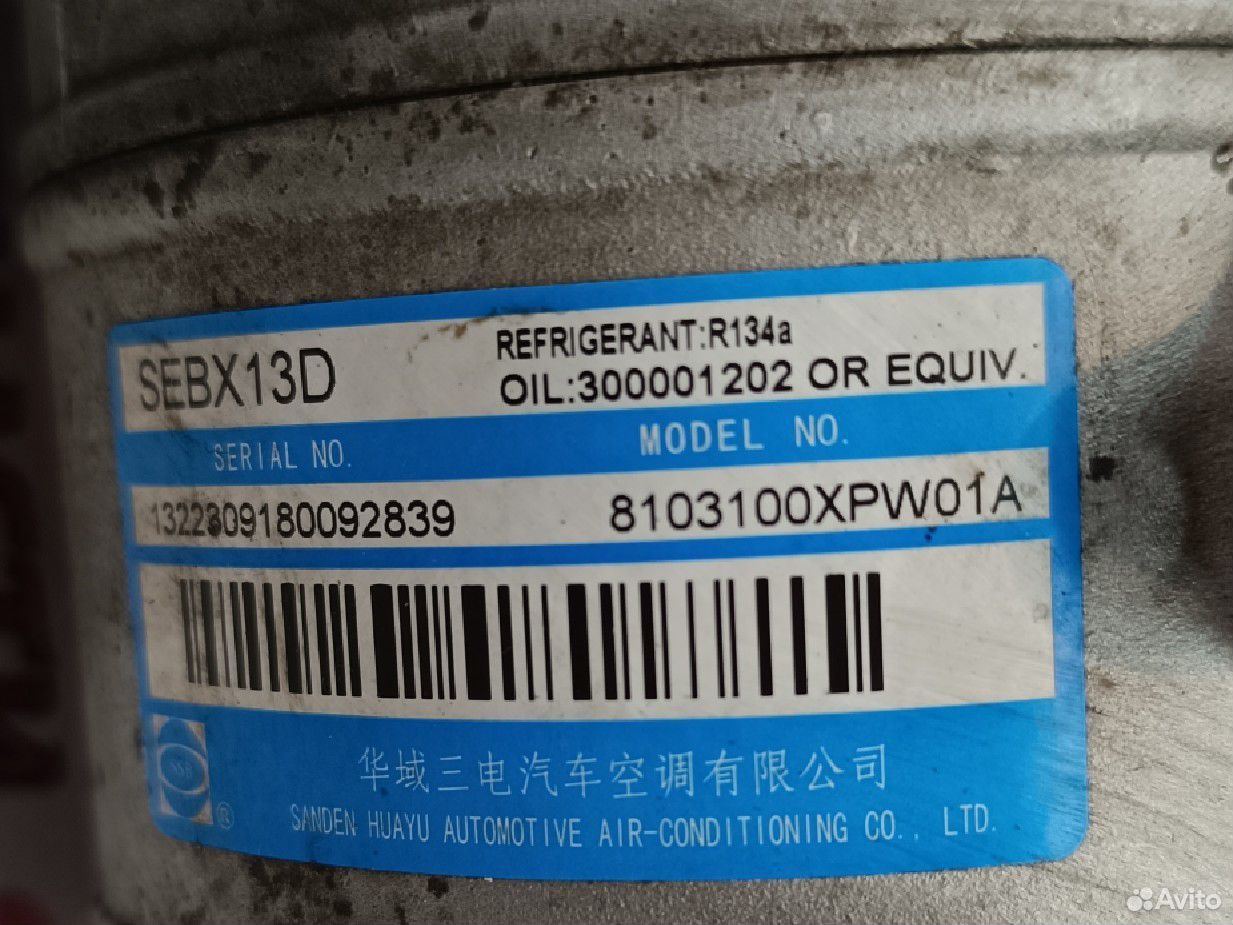 SEBX13D
REFRIGERANT:R134a
OIL:300001202 OR EQUIV.
SERIAL NO.
MODEL NO.
1322309180092839
8103100XPW01A
华域三电汽车空调有限公司
®
SANDEN HUAYU AUTOMOTIVE AIR-CONDITIONING CO., LTD.
Avito